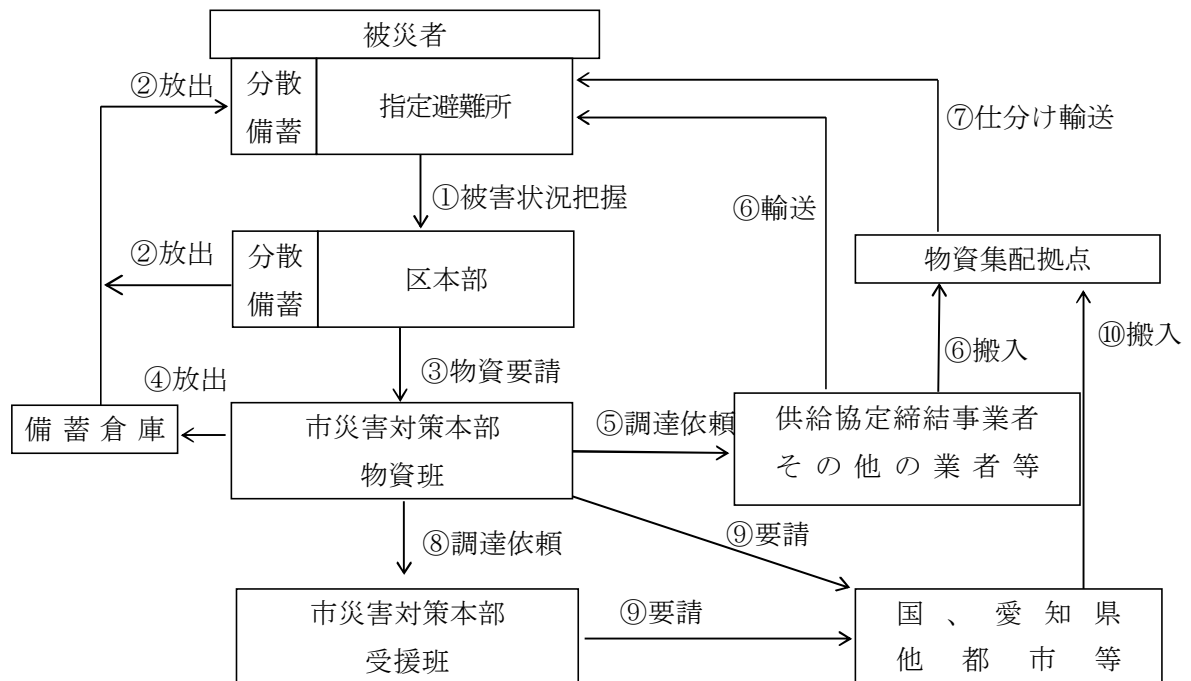 被災者
②放出
分散
備蓄
指定避難所
⑦仕分け輸送
①被害状況把握
⑥輸送
②放出
分散
備蓄
区本部
物資集配拠点
③物資要請
⑥搬入
⑩搬入
④放出
備蓄倉庫
市災害対策本部
物資班
⑤調達依頼
供給協定締結事業者
その他の業者等
⑧調達依頼
⑨要請
市災害対策本部
受援班
⑨要請
国、愛知県
他都市等